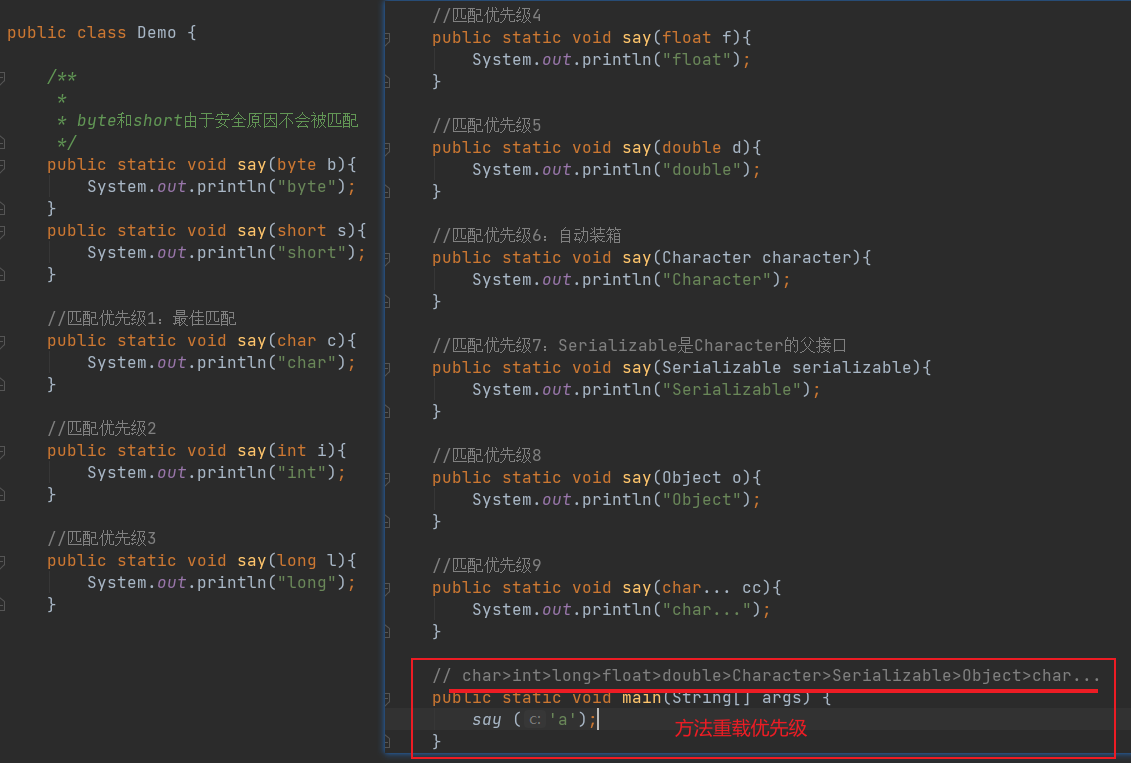 public class Demo {
/**
*
* byte和short由于安全原因不会被匹配
*/
public static void say(byte b){
System.out.println("byte");
}
public static void say(short s){
System.out.println("short");
}
//匹配优先级1：最佳匹配
public static void say(char c){
System.out.println("char");
}
//匹配优先级2
public static void say(int i){
System.out.println("int");
}
//匹配优先级3
public static void say(long l){
System.out.println("long");
}
//匹配优先级4
public static void say(float f){
System.out.println("float");
}
//匹配优先级5
public static void say(double d){
System.out.println("double");
}
//匹配优先级6：自动装箱
public static void say(Character character){
System.out.println("Character");
}
//匹配优先级7：Serializable是Character的父接口
public static void say(Serializable serializable){
System.out.println("Serializable");
}
//匹配优先级8
public static void say(Object o){
System.out.println("Object");
}
//匹配优先级9
public static void say(char... cc){
System.out.println("char...");
}
// char>int>long>float>double>Character>Serializable>Object>char...
public static void main(String[] args) {
say ( c: 'a');
方法重载优先级
}